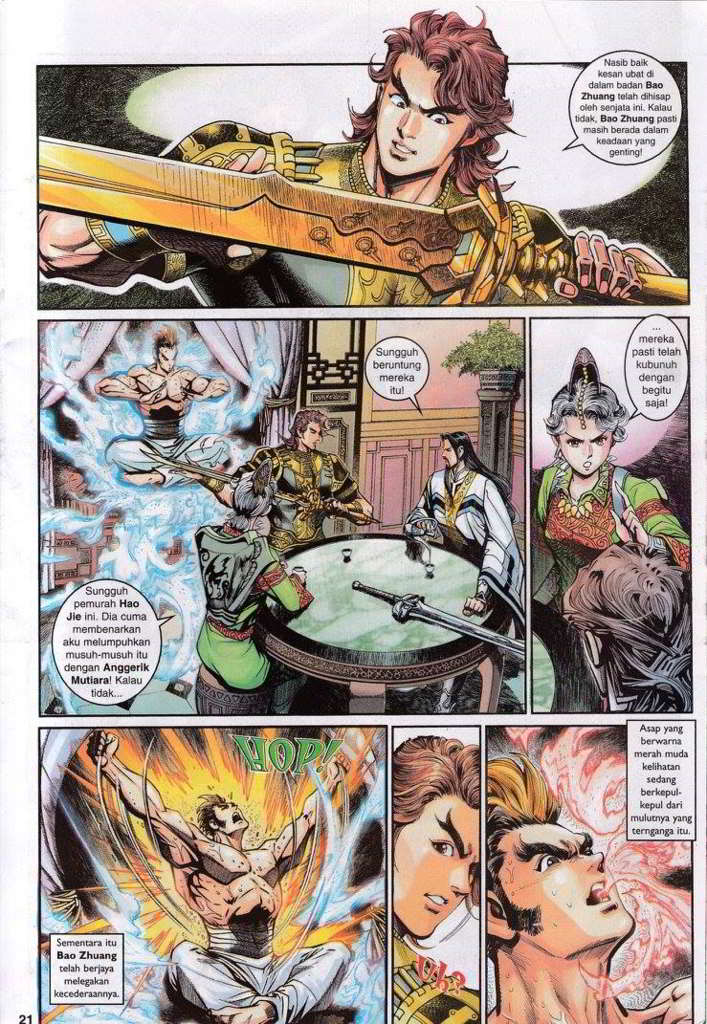 Nasib baik
kesan ubat di
dalam badan Bao
Zhuang telah dihisap
oleh senjata ini. Kalau
tidak, Bao Zhuang pasti
masih berada dalam
keadaan yang
genting!
Sungguh
beruntung
mereka
itu!
Sungguh
pemurah Hao
Jie ini. Dia cuma
membenarkan
aku melumpuhkan
musuh-musuh itu
dengan Anggerik
Mutiara! Kalau
tidak...
...
mereka
pasti telah
kubunuh
dengan
begitu
saja!
HOP!
Sementara itu
Bao Zhuang
telah berjaya
melegakan
kecederaannya.
Uh?
Asap yang
berwarna
merah muda
kelihatan
sedang
berkepul-
kepul dari
mulutnya yang
ternganga itu.
21